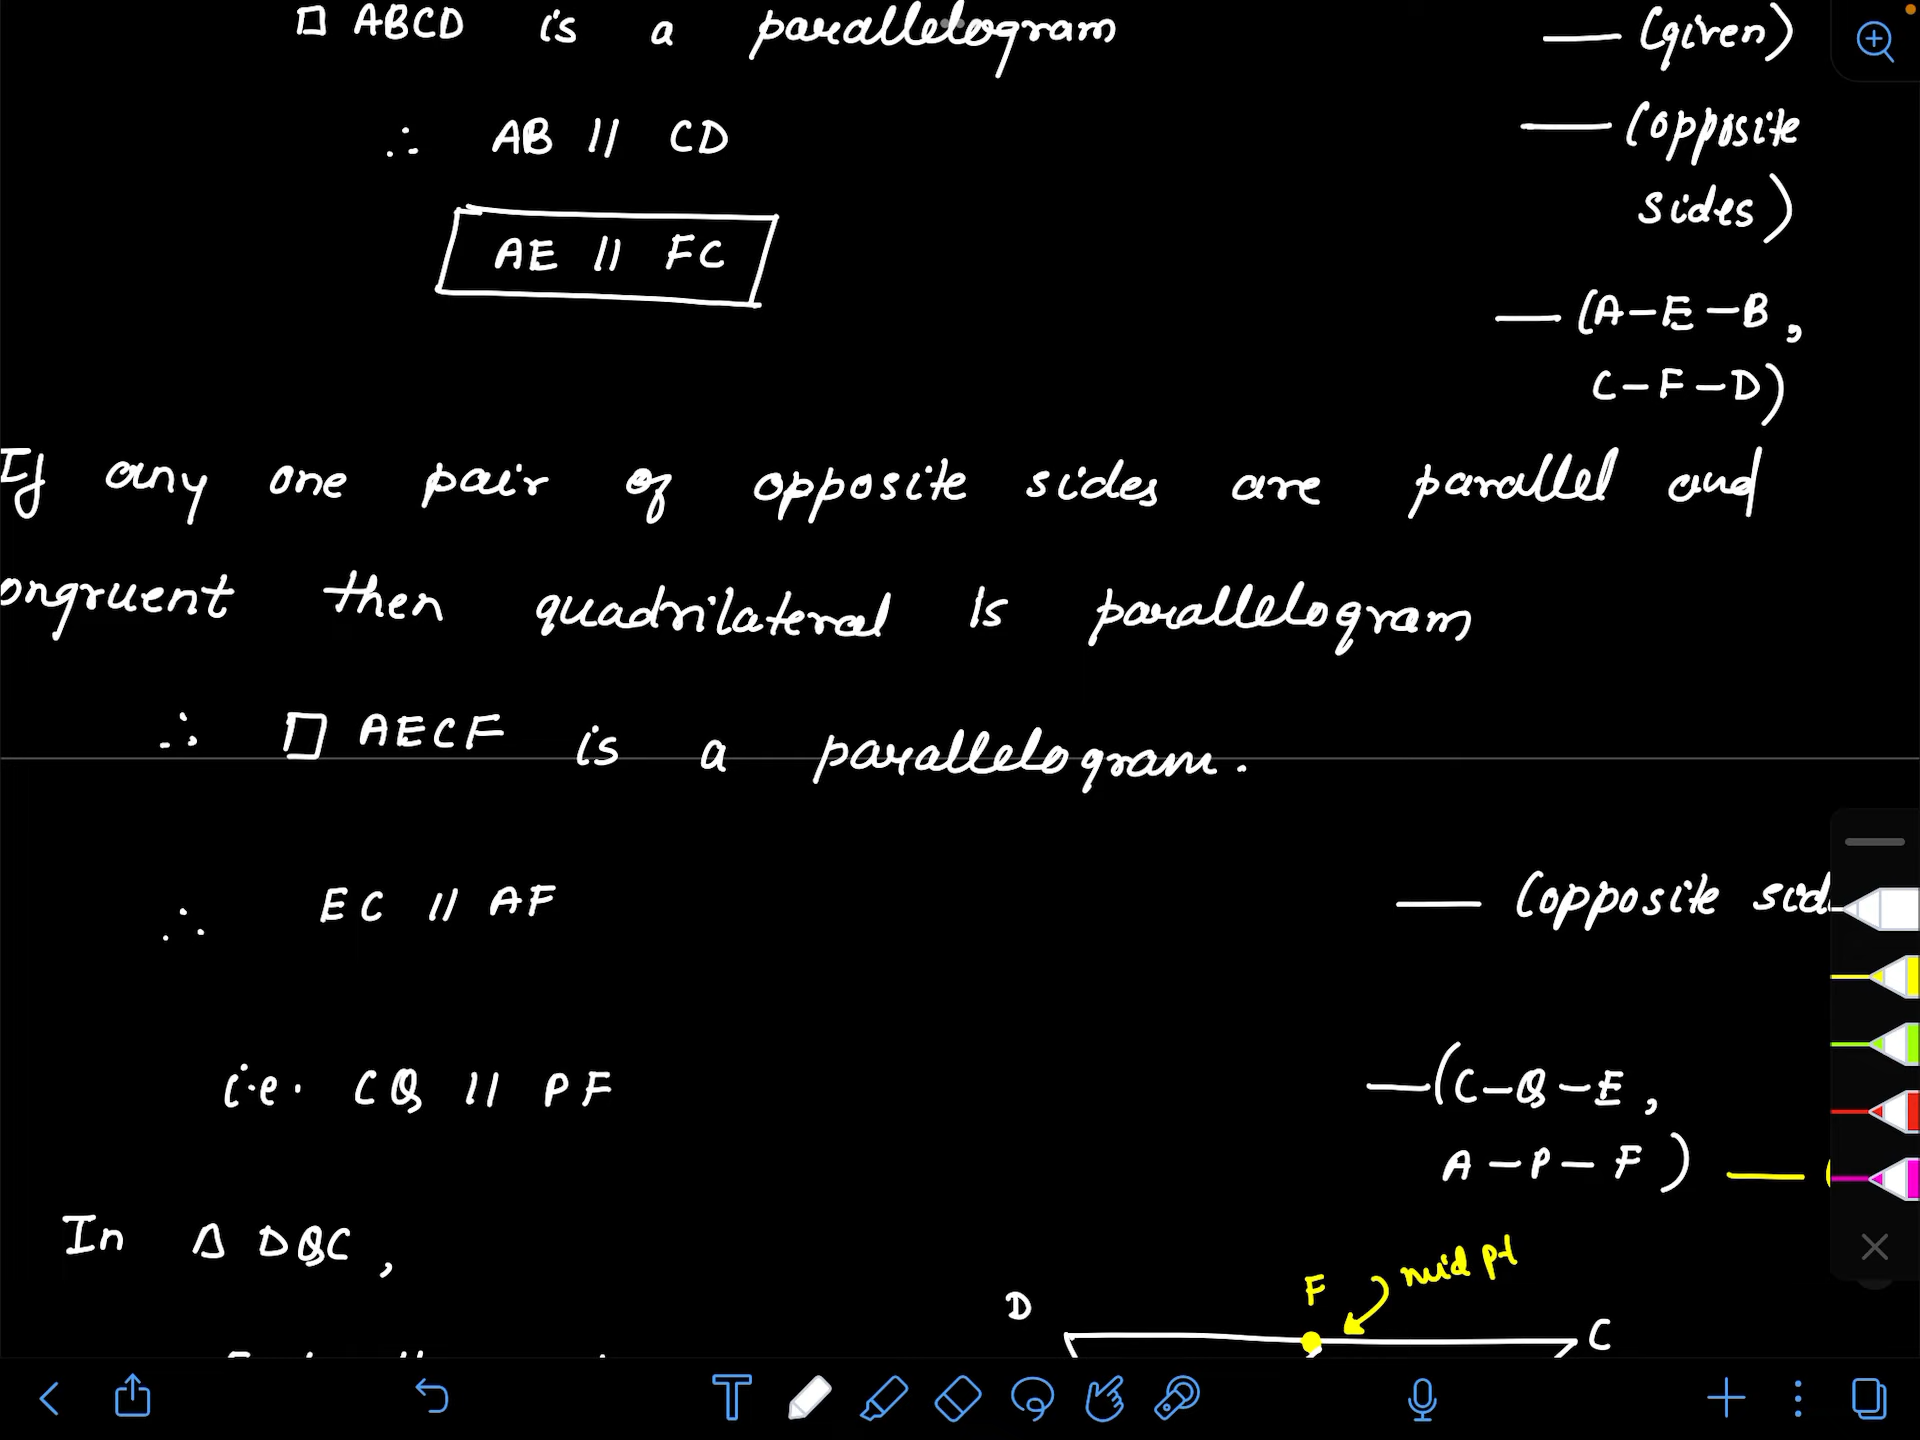 □ ABCD is a parallelogram — (given)
∴ AB || CD — (opposite
sides)
AE || FC
— (A-E-B,
C-F-D)
If any one pair of opposite sides are parallel and
ongruent then quadrilateral is parallelogram
∴ □ AECF is a parallelogram.
∴ EC || AF — (opposite sid
i.e. CQ || PF — (C-Q-E,
A-P-F) —
In Δ DQC,
F mid pt
D
C